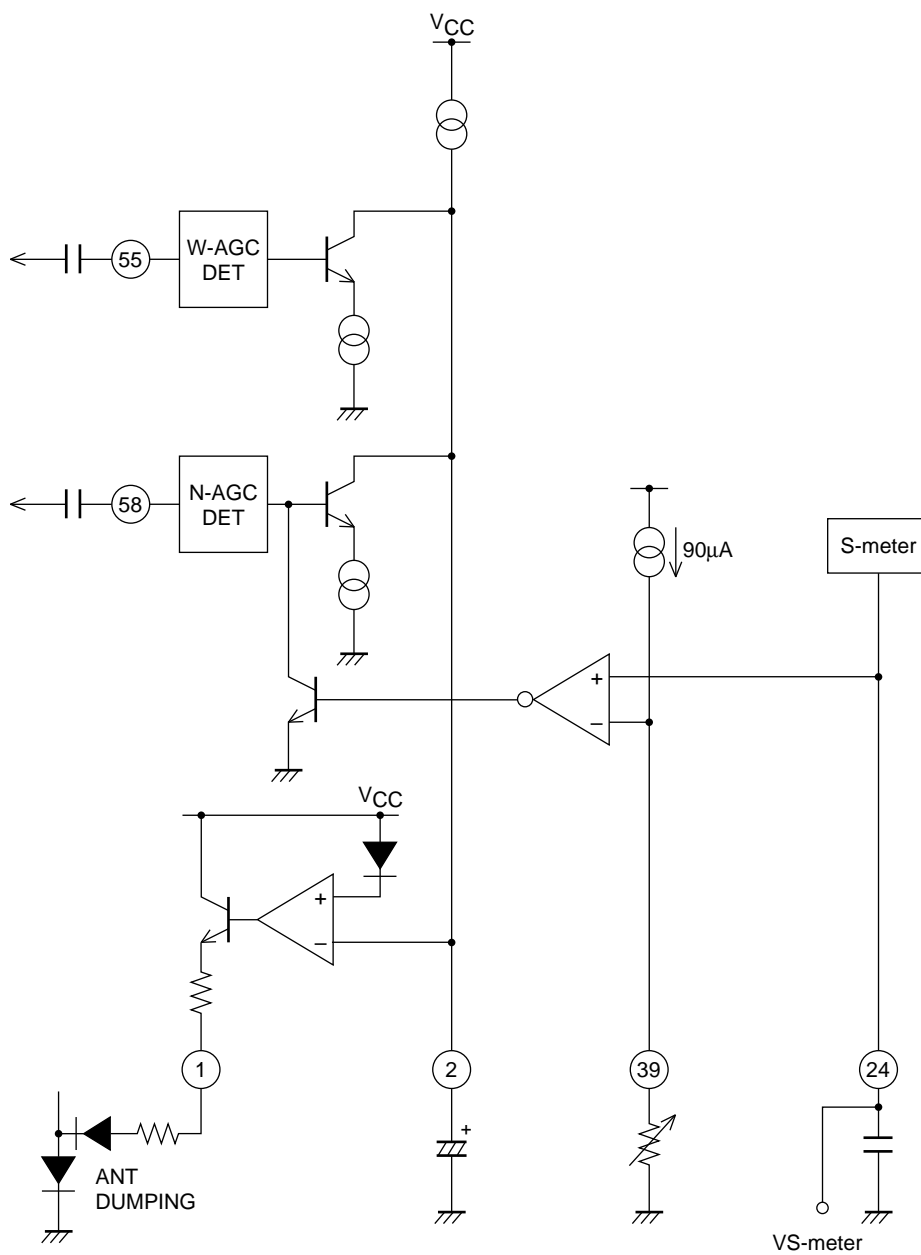 VCC
55
W-AGC
DET
58
N-AGC
DET
90µA
S-meter
+
−
VCC
+
−
1
2
39
24
+
ANT
DUMPING
VS-meter